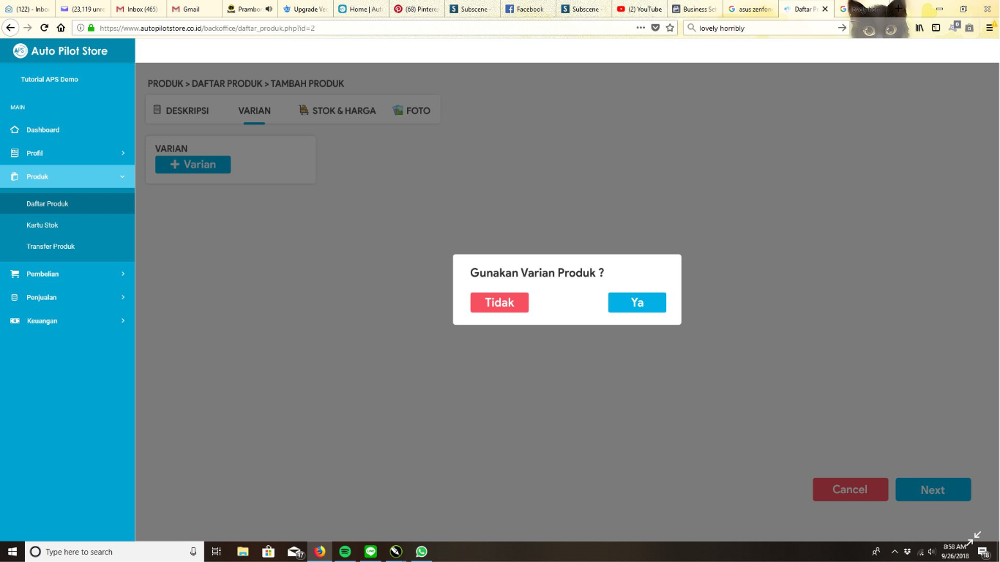 (122) - Inbo
(23,119 unre
Inbox (465)
Gmail
Prambor
Upgrade Ve
Home | Aut
(68) Pintere
Subscene -
Facebook
Subscene -
(2) YouTube
Business Set
asus zenfon
Daftar Pr
https://www.autopilotstore.co.id/backoffice/daftar_produk.php?id=2
lovely horribly
0
APS Auto Pilot Store
Tutorial APS Demo
MAIN
Dashboard
Profil
Produk
Daftar Produk
Kartu Stok
Transfer Produk
Pembelian
Penjualan
Keuangan
PRODUK > DAFTAR PRODUK > TAMBAH PRODUK
DESKRIPSI
VARIAN
STOK & HARGA
FOTO
VARIAN
+ Varian
Gunakan Varian Produk ?
Tidak
Ya
Cancel
Next
Type here to search
17
8:58 AM
9/26/2018
18